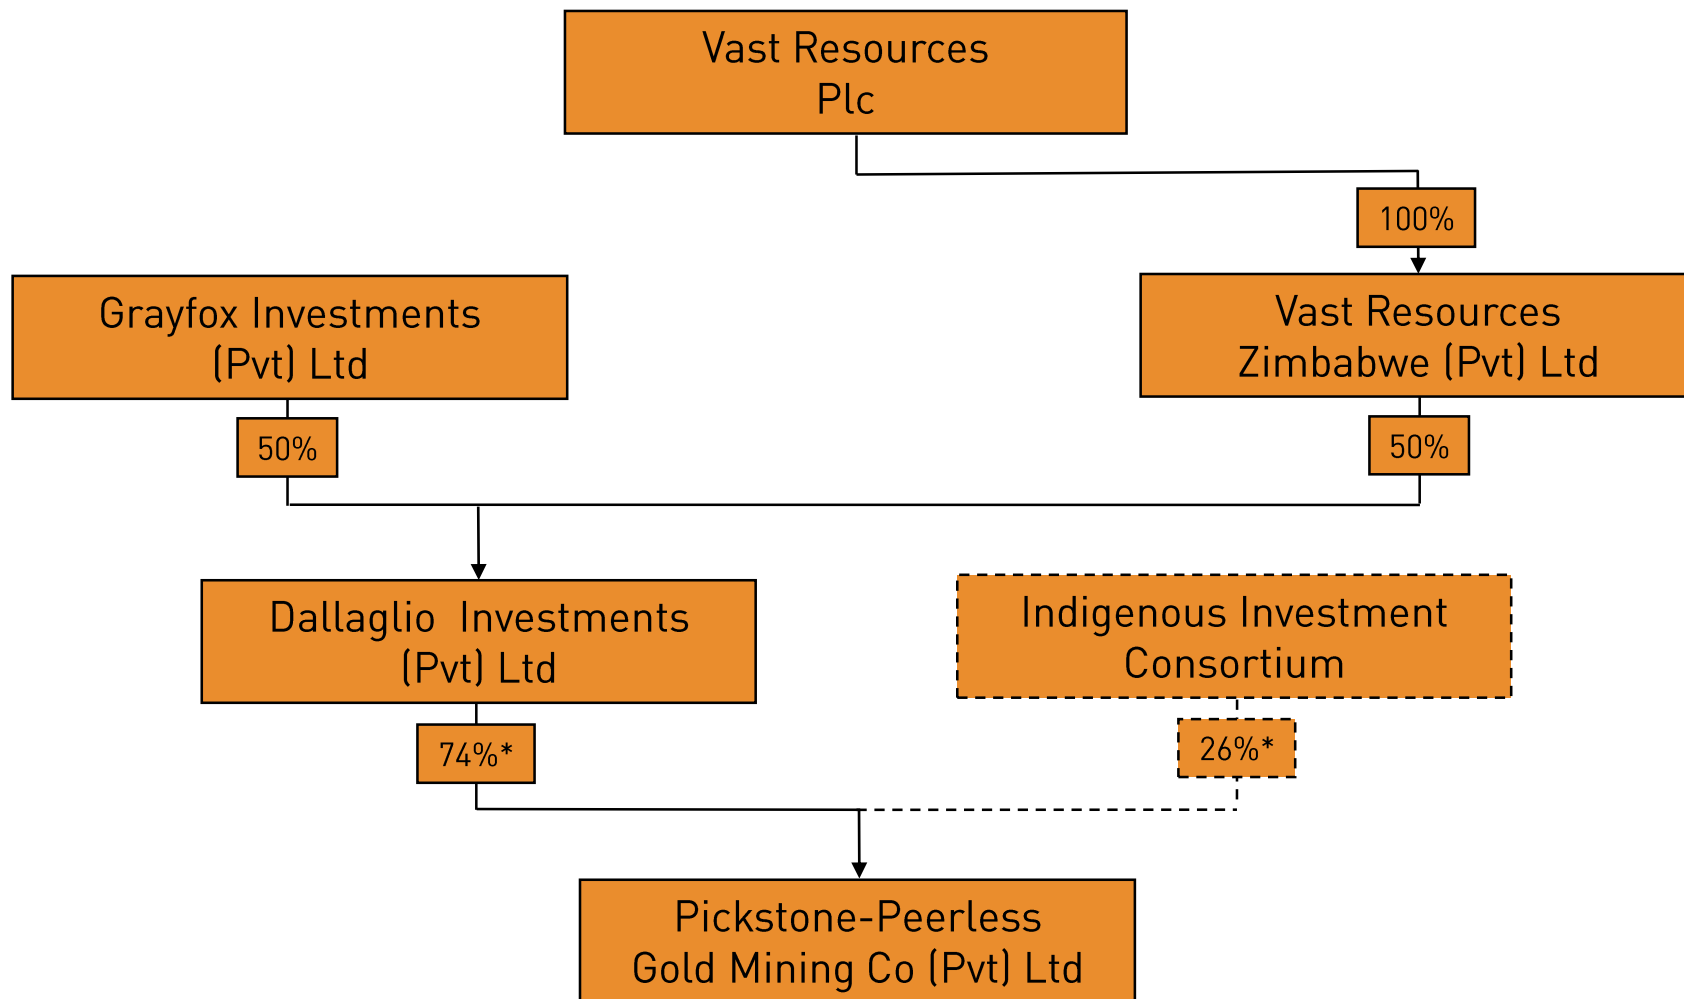 Vast Resources
Plc
100%
Grayfox Investments
(Pvt) Ltd
Vast Resources
Zimbabwe (Pvt) Ltd
50%
50%
Dallaglio Investments
(Pvt) Ltd
Indigenous Investment
Consortium
74%*
26%*
Pickstone-Peerless
Gold Mining Co (Pvt) Ltd